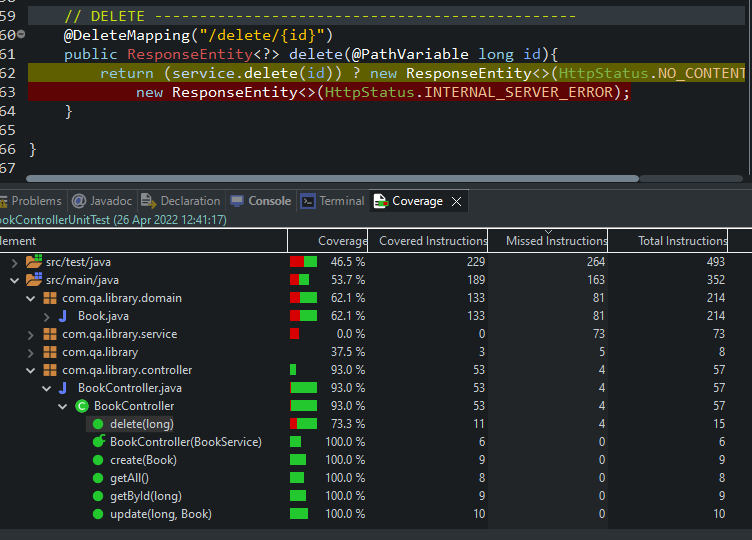 59 // DELETE -----------------------------------------------
60 @DeleteMapping("/delete/{id}")
61 public ResponseEntity<?> delete(@PathVariable long id){
62 return (service.delete(id)) ? new ResponseEntity<>(HttpStatus.NO_CONTENT
63 new ResponseEntity<>(HttpStatus.INTERNAL_SERVER_ERROR);
64 }
65
66 }
67
Problems @ Javadoc Declaration Console Terminal Coverage
ookControllerUnitTest (26 Apr 2022 12:41:17)
lement Coverage Covered Instructions Missed Instructions Total Instructions
src/test/java 46.5 % 229 264 493
src/main/java 53.7 % 189 163 352
com.qa.library.domain 62.1 % 133 81 214
Book.java 62.1 % 133 81 214
com.qa.library.service 0.0 % 0 73 73
com.qa.library 37.5 % 3 5 8
com.qa.library.controller 93.0 % 53 4 57
BookController.java 93.0 % 53 4 57
BookController 93.0 % 53 4 57
delete(long) 73.3 % 11 4 15
BookController(BookService) 100.0 % 6 0 6
create(Book) 100.0 % 9 0 9
getAll() 100.0 % 8 0 8
getById(long) 100.0 % 9 0 9
update(long, Book) 100.0 % 10 0 10